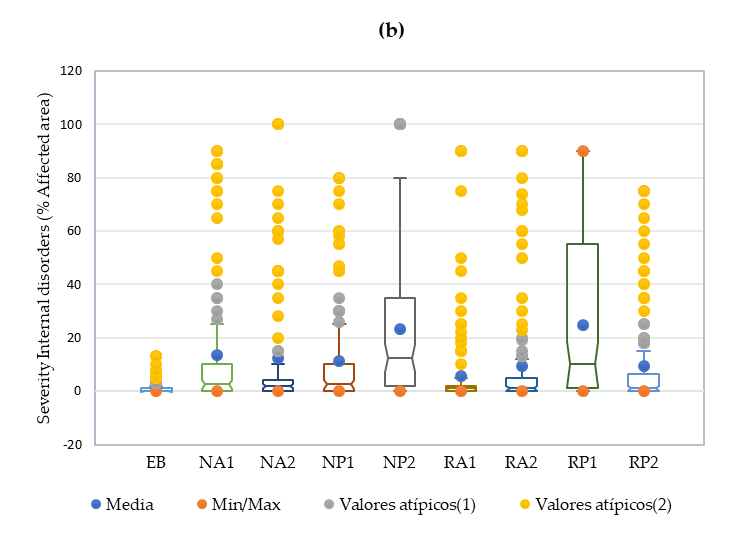 (b)
Severity Internal disorders (% Affected area)
120
100
80
60
40
20
0
-20
EB NA1 NA2 NP1 NP2 RA1 RA2 RP1 RP2
Media Min/Max Valores atípicos(1) Valores atípicos(2)